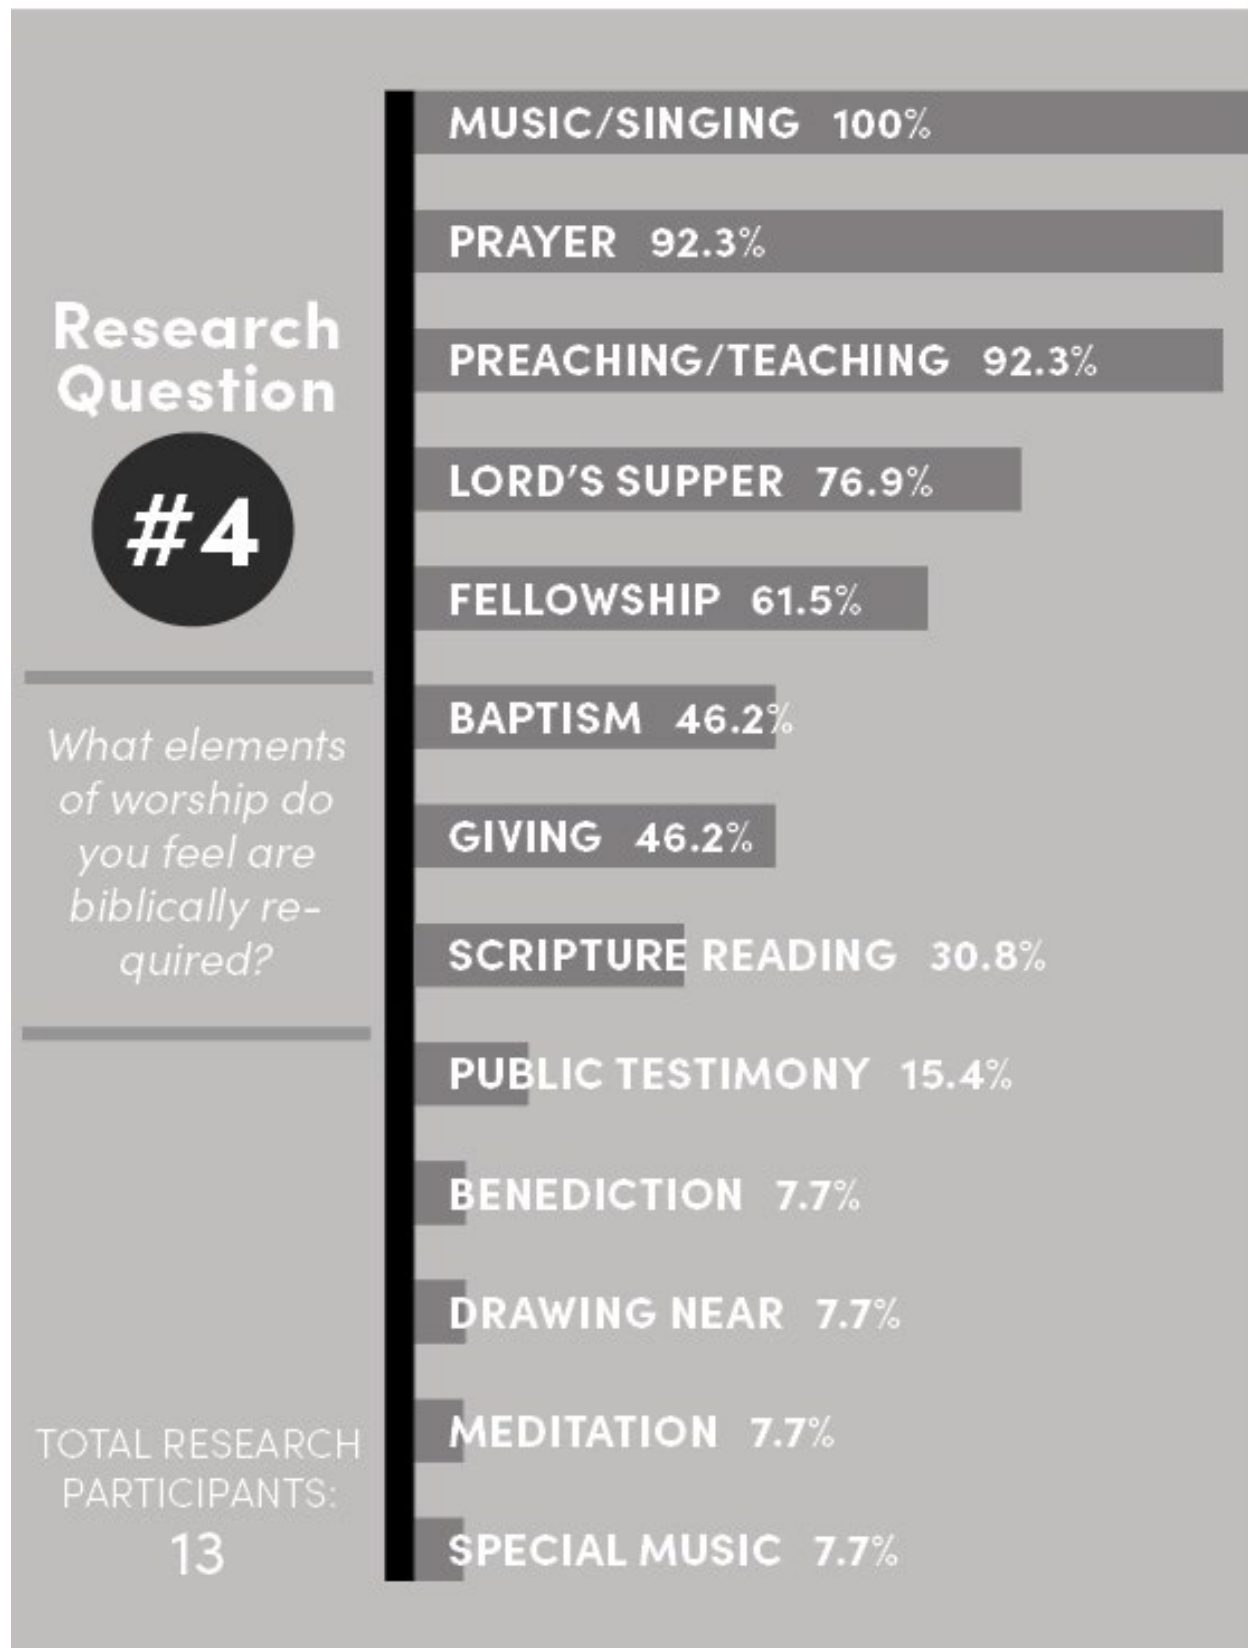 Research
Question
#4
What elements
of worship do
you feel are
biblically re-
quired?
TOTAL RESEARCH
PARTICIPANTS:
13
MUSIC/SINGING 100%
PRAYER 92.3%
PREACHING/TEACHING 92.3%
LORD'S SUPPER 76.9%
FELLOWSHIP 61.5%
BAPTISM 46.2%
GIVING 46.2%
SCRIPTURE READING 30.8%
PUBLIC TESTIMONY 15.4%
BENEDICTION 7.7%
DRAWING NEAR 7.7%
MEDITATION 7.7%
SPECIAL MUSIC 7.7%